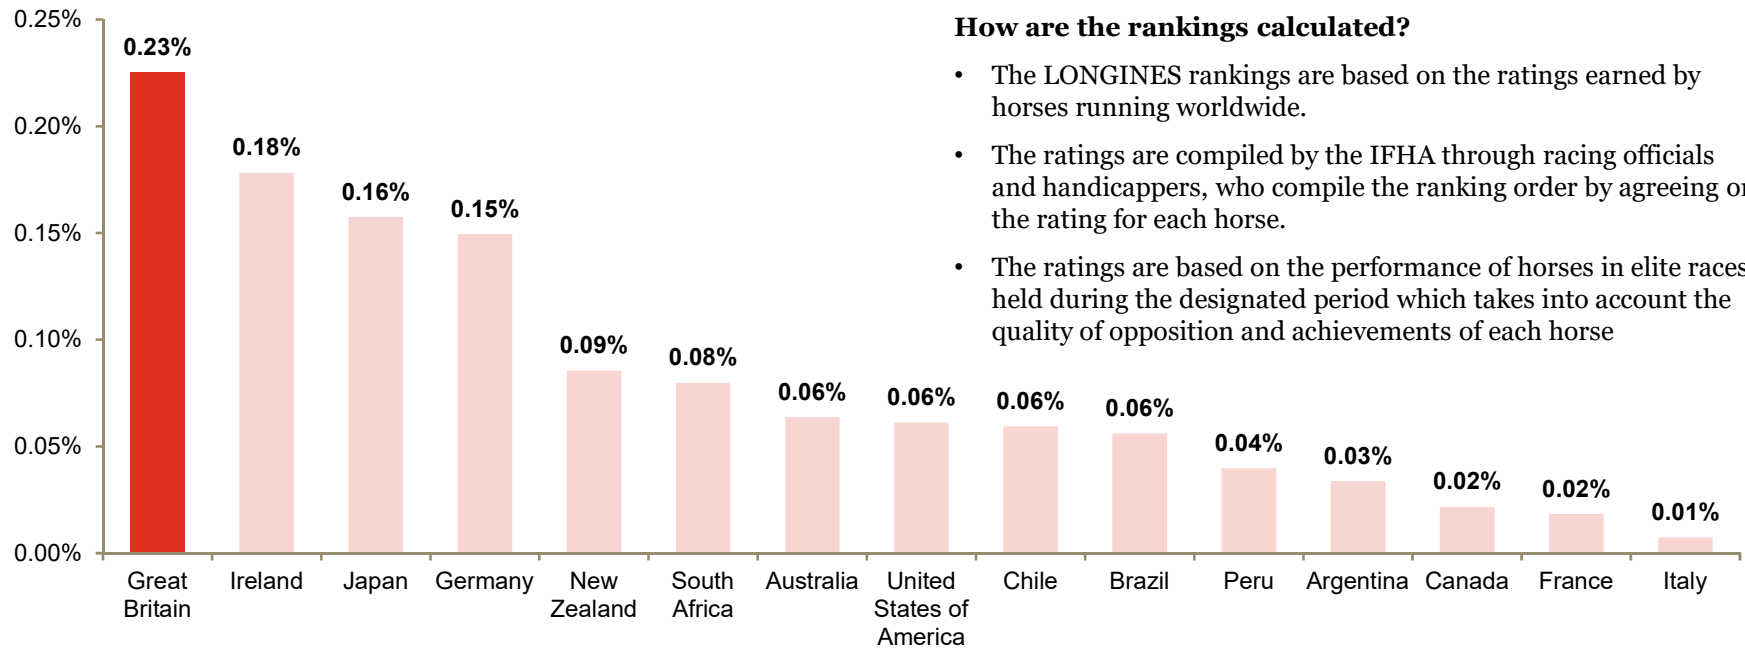 How are the rankings calculated?
• The LONGINES rankings are based on the ratings earned by
horses running worldwide.
• The ratings are compiled by the IFHA through racing officials
and handicappers, who compile the ranking order by agreeing on
the rating for each horse.
• The ratings are based on the performance of horses in elite races
held during the designated period which takes into account the
quality of opposition and achievements of each horse
0.25%
0.20%
0.15%
0.10%
0.05%
0.00%
0.23%
0.18%
0.16%
0.15%
0.09%
0.08%
0.06%
0.06%
0.06%
0.06%
0.04%
0.03%
0.02%
0.02%
0.01%
Great
Britain
Ireland
Japan
Germany
New
Zealand
South
Africa
Australia
United
States of
America
Chile
Brazil
Peru
Argentina
Canada
France
Italy